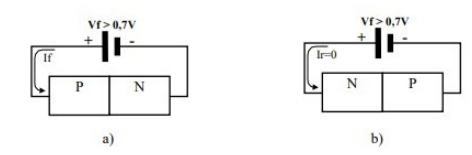 Vf > 0,7V
+ -
If
P N
a)
Vf > 0,7V
+ -
Ir=0
N P
b)